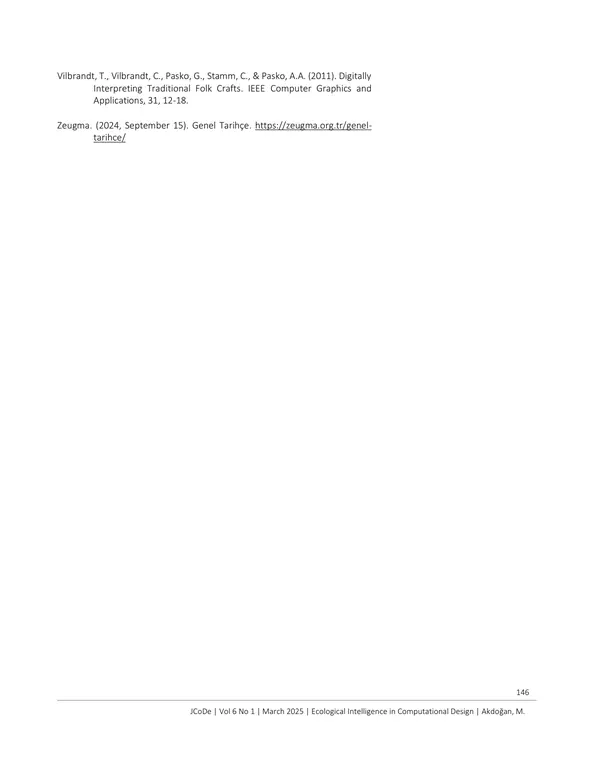 Vilbrandt, T., Vilbrandt, C., Pasko, G., Stamm, C., & Pasko, A.A. (2011). Digitally
Interpreting Traditional Folk Crafts. IEEE Computer Graphics and
Applications, 31, 12-18.
Zeugma. (2024, September 15). Genel Tarihçe. https://zeugma.org.tr/genel-
tarihce/
146
JCoDe | Vol 6 No 1 | March 2025 | Ecological Intelligence in Computational Design | Akdoğan, M.